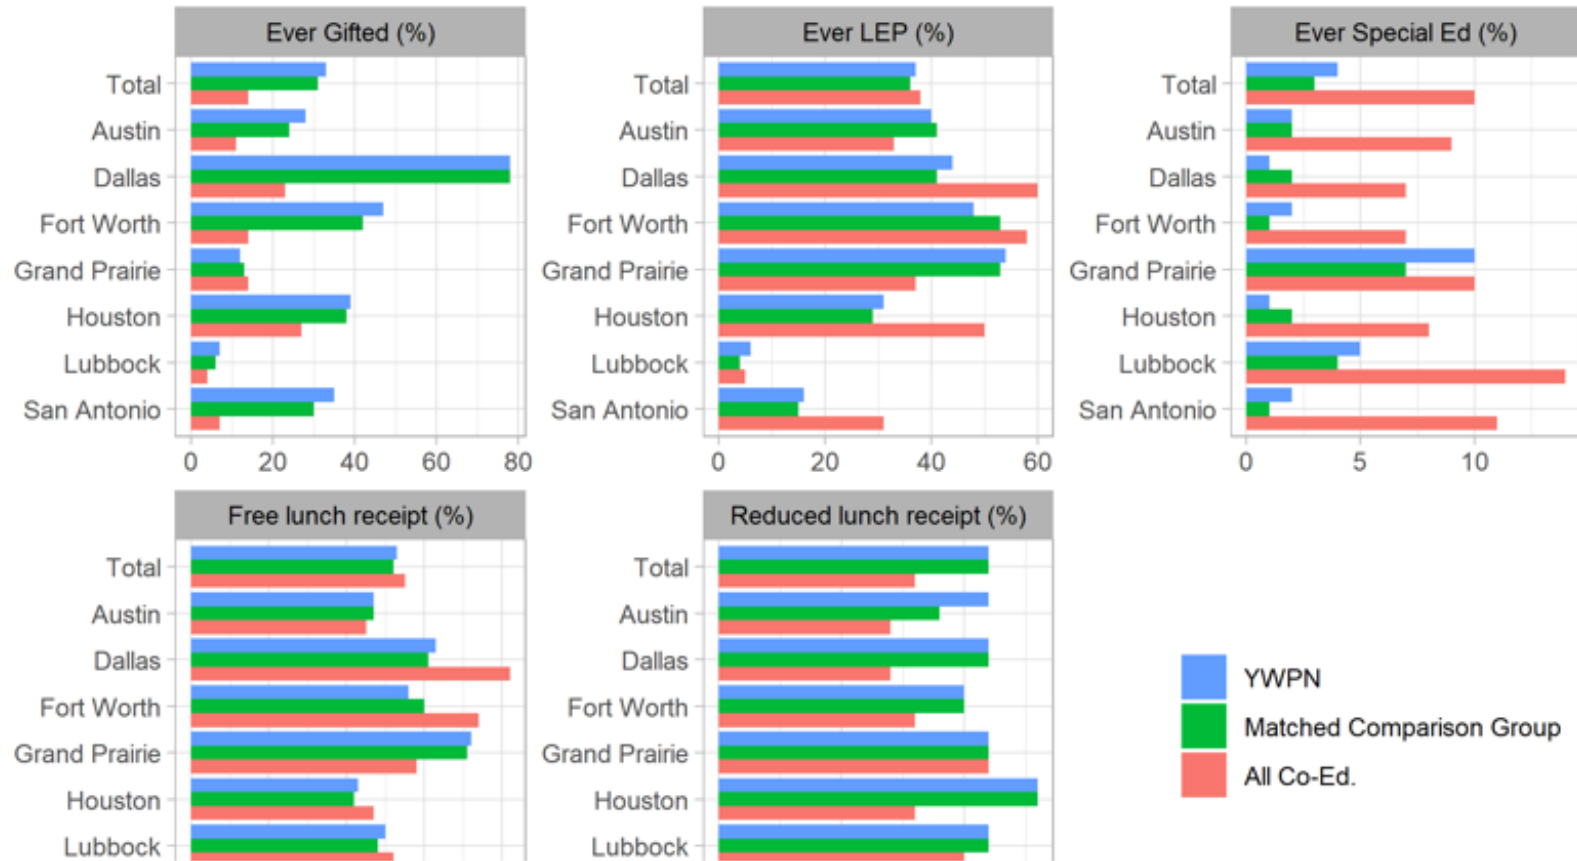 Ever Gifted (%)
Total
Austin
Dallas
Fort Worth
Grand Prairie
Houston
Lubbock
San Antonio
0 20 40 60 80
Ever LEP (%)
Total
Austin
Dallas
Fort Worth
Grand Prairie
Houston
Lubbock
San Antonio
0 20 40 60
Ever Special Ed (%)
Total
Austin
Dallas
Fort Worth
Grand Prairie
Houston
Lubbock
San Antonio
0 5 10
Free lunch receipt (%)
Total
Austin
Dallas
Fort Worth
Grand Prairie
Houston
Lubbock
Reduced lunch receipt (%)
Total
Austin
Dallas
Fort Worth
Grand Prairie
Houston
Lubbock
YWPN
Matched Comparison Group
All Co-Ed.